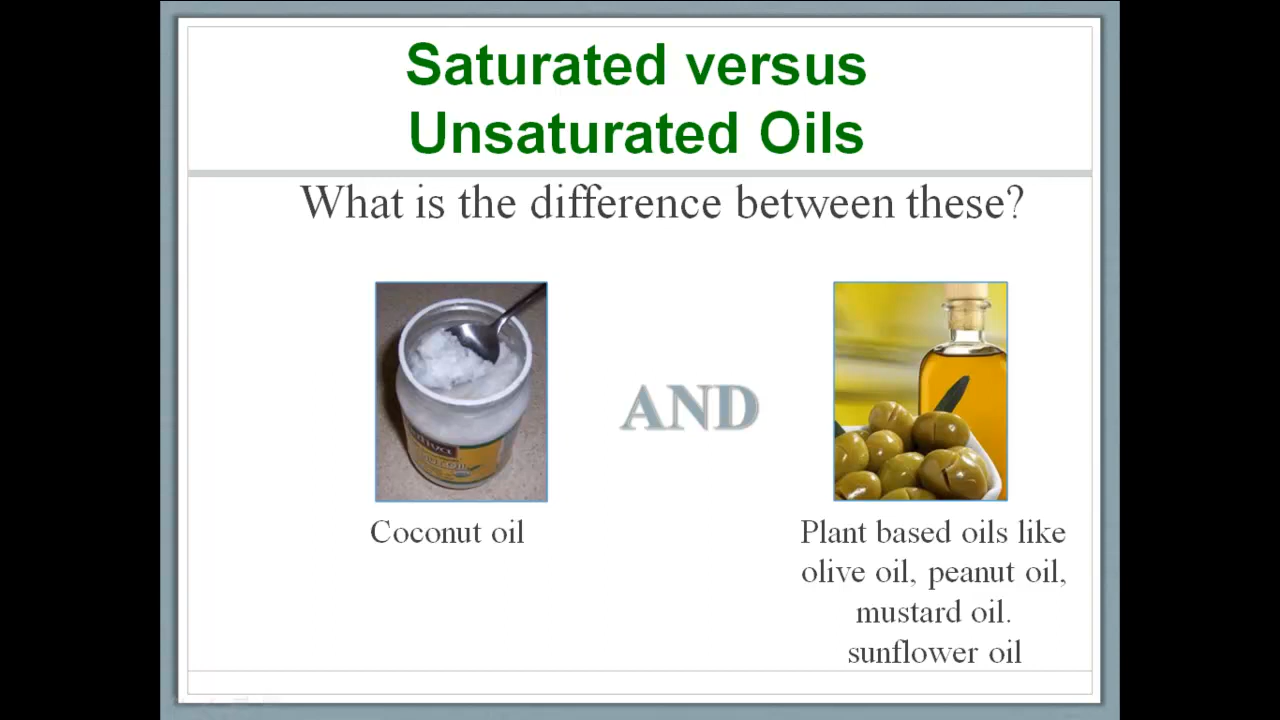 Saturated versus
Unsaturated Oils
What is the difference between these?
AND
Coconut oil
Plant based oils like
olive oil, peanut oil,
mustard oil.
sunflower oil